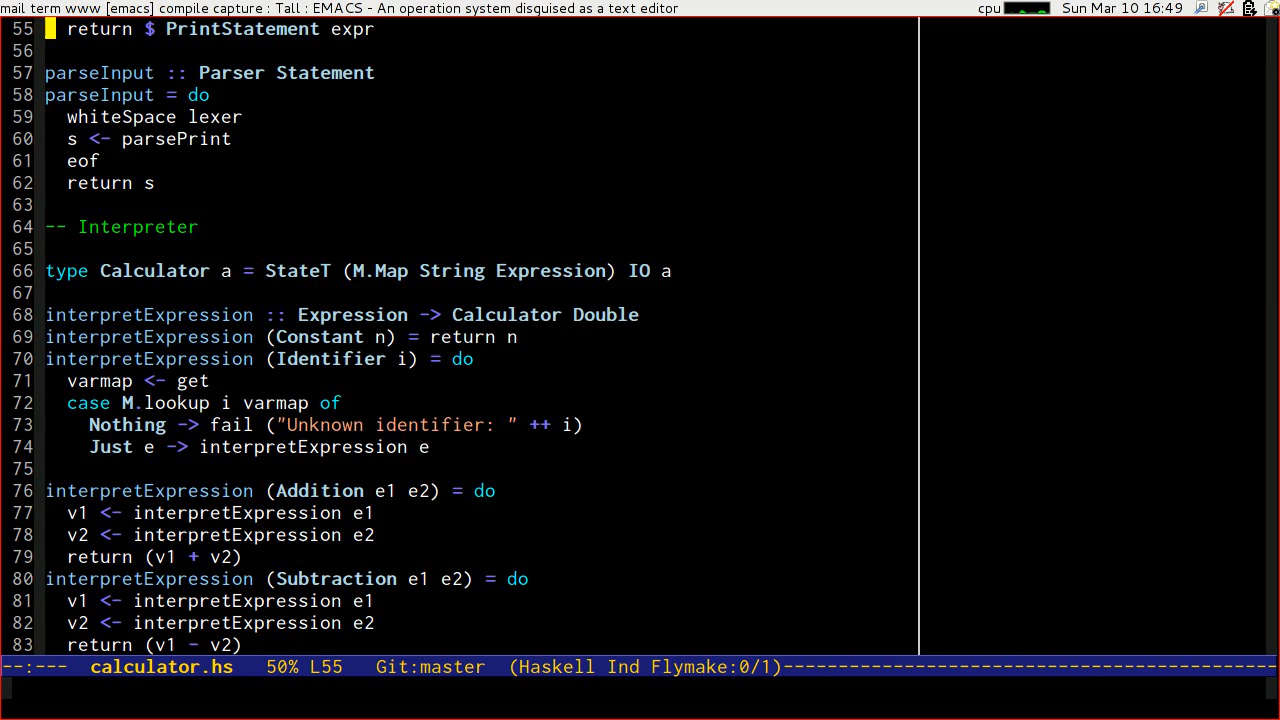 mail term www [emacs] compile capture : Tall : EMACS - An operation system disguised as a text editor cpu Sun Mar 10 16:49
55   return $ PrintStatement expr
56
57 parseInput :: Parser Statement
58 parseInput = do
59   whiteSpace lexer
60   s <- parsePrint
61   eof
62   return s
63
64 -- Interpreter
65
66 type Calculator a = StateT (M.Map String Expression) IO a
67
68 interpretExpression :: Expression -> Calculator Double
69 interpretExpression (Constant n) = return n
70 interpretExpression (Identifier i) = do
71   varmap <- get
72   case M.lookup i varmap of
73     Nothing -> fail ("Unknown identifier: " ++ i)
74     Just e -> interpretExpression e
75
76 interpretExpression (Addition e1 e2) = do
77   v1 <- interpretExpression e1
78   v2 <- interpretExpression e2
79   return (v1 + v2)
80 interpretExpression (Subtraction e1 e2) = do
81   v1 <- interpretExpression e1
82   v2 <- interpretExpression e2
83   return (v1 - v2)
--:---  calculator.hs   50% L55   Git:master  (Haskell Ind Flymake:0/1)---------------------------------------------